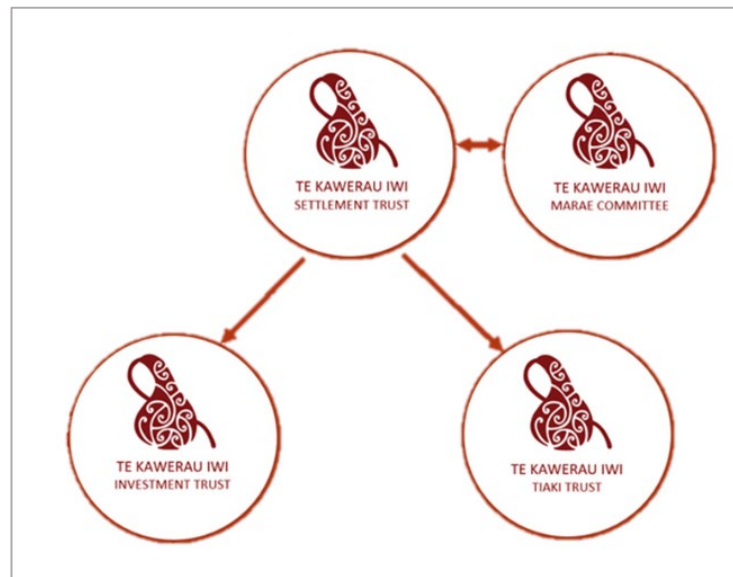 TE KAWERAU IWI
SETTLEMENT TRUST
TE KAWERAU IWI
MARAE COMMITTEE
TE KAWERAU IWI
INVESTMENT TRUST
TE KAWERAU IWI
TIAKI TRUST